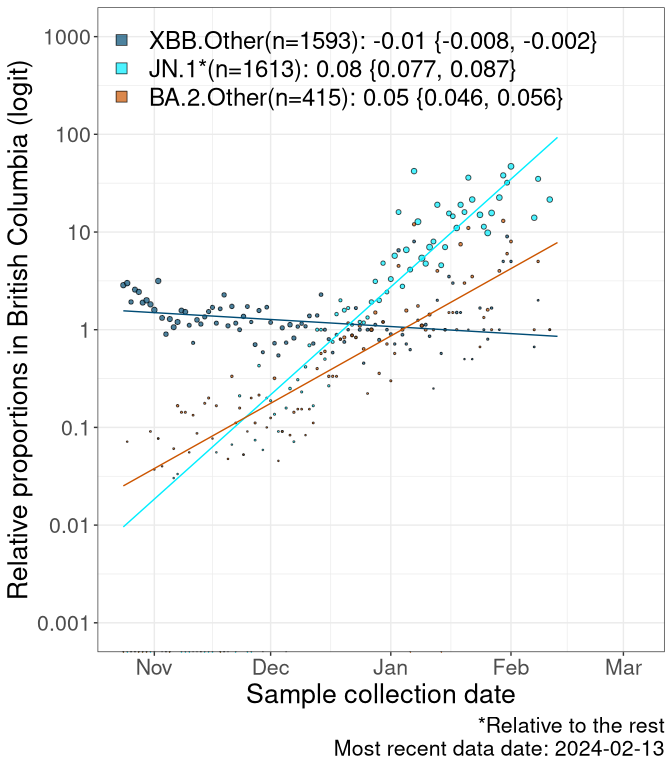 XBB.Other(n=1593): -0.01 {-0.008, -0.002}
JN.1*(n=1613): 0.08 {0.077, 0.087}
BA.2.Other(n=415): 0.05 {0.046, 0.056}
Relative proportions in British Columbia (logit)
1000
100
10
1
0.1
0.01
0.001
Nov Dec Jan Feb Mar
Sample collection date
*Relative to the rest
Most recent data date: 2024-02-13